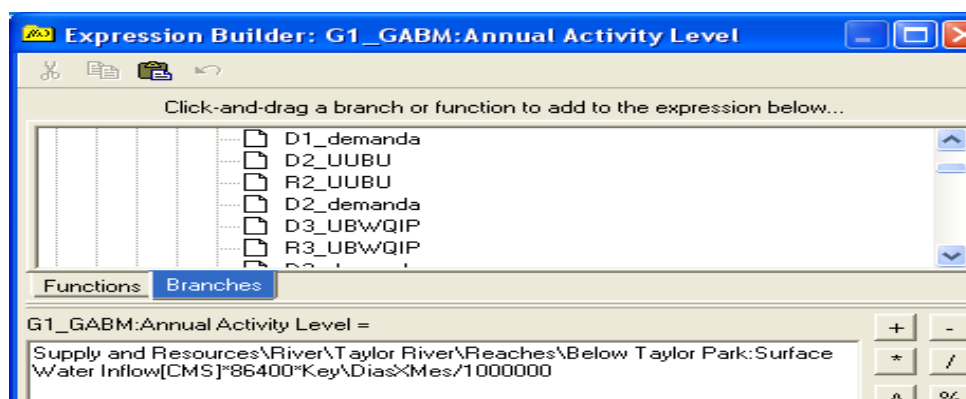 Expression Builder: G1_GABM:Annual Activity Level
Click-and-drag a branch or function to add to the expression below...
D1_demanda
D2_UUBU
R2_UUBU
D2_demanda
D3_UBWQIP
R3_UBWQIP
Functions Branches
G1_GABM:Annual Activity Level =
+ -
Supply and Resources\River\Taylor River\Reaches\Below Taylor Park:Surface
Water Inflow[CMS]*86400*Key\DiasXMes/1000000
* /
^ %